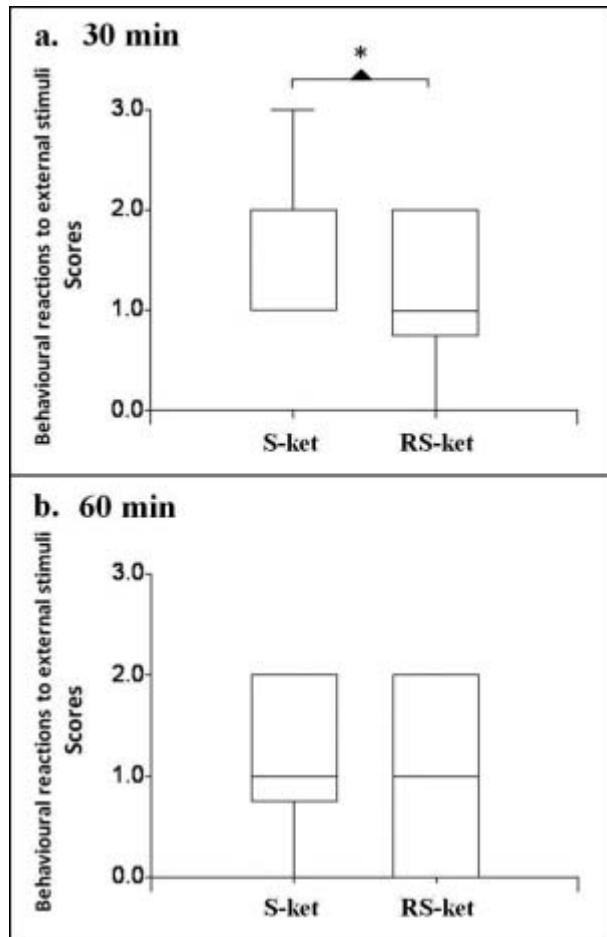 a. 30 min
*
Behavioural reactions to external stimuli
Scores
3.0
2.0
1.0
0.0
S-ket RS-ket
b. 60 min
Behavioural reactions to external stimuli
Scores
3.0
2.0
1.0
0.0
S-ket RS-ket